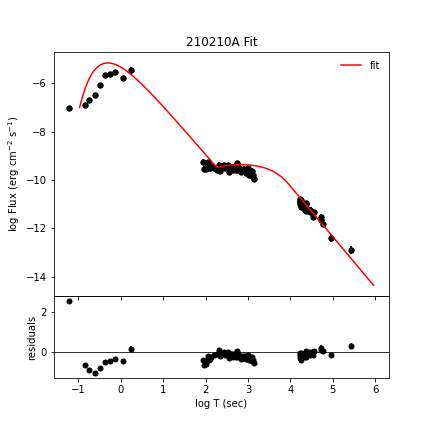 210210A Fit
fit
log Flux (erg cm⁻² s⁻¹)
−6
−8
−10
−12
−14
residuals
2
0
−1 0 1 2 3 4 5 6
log T (sec)